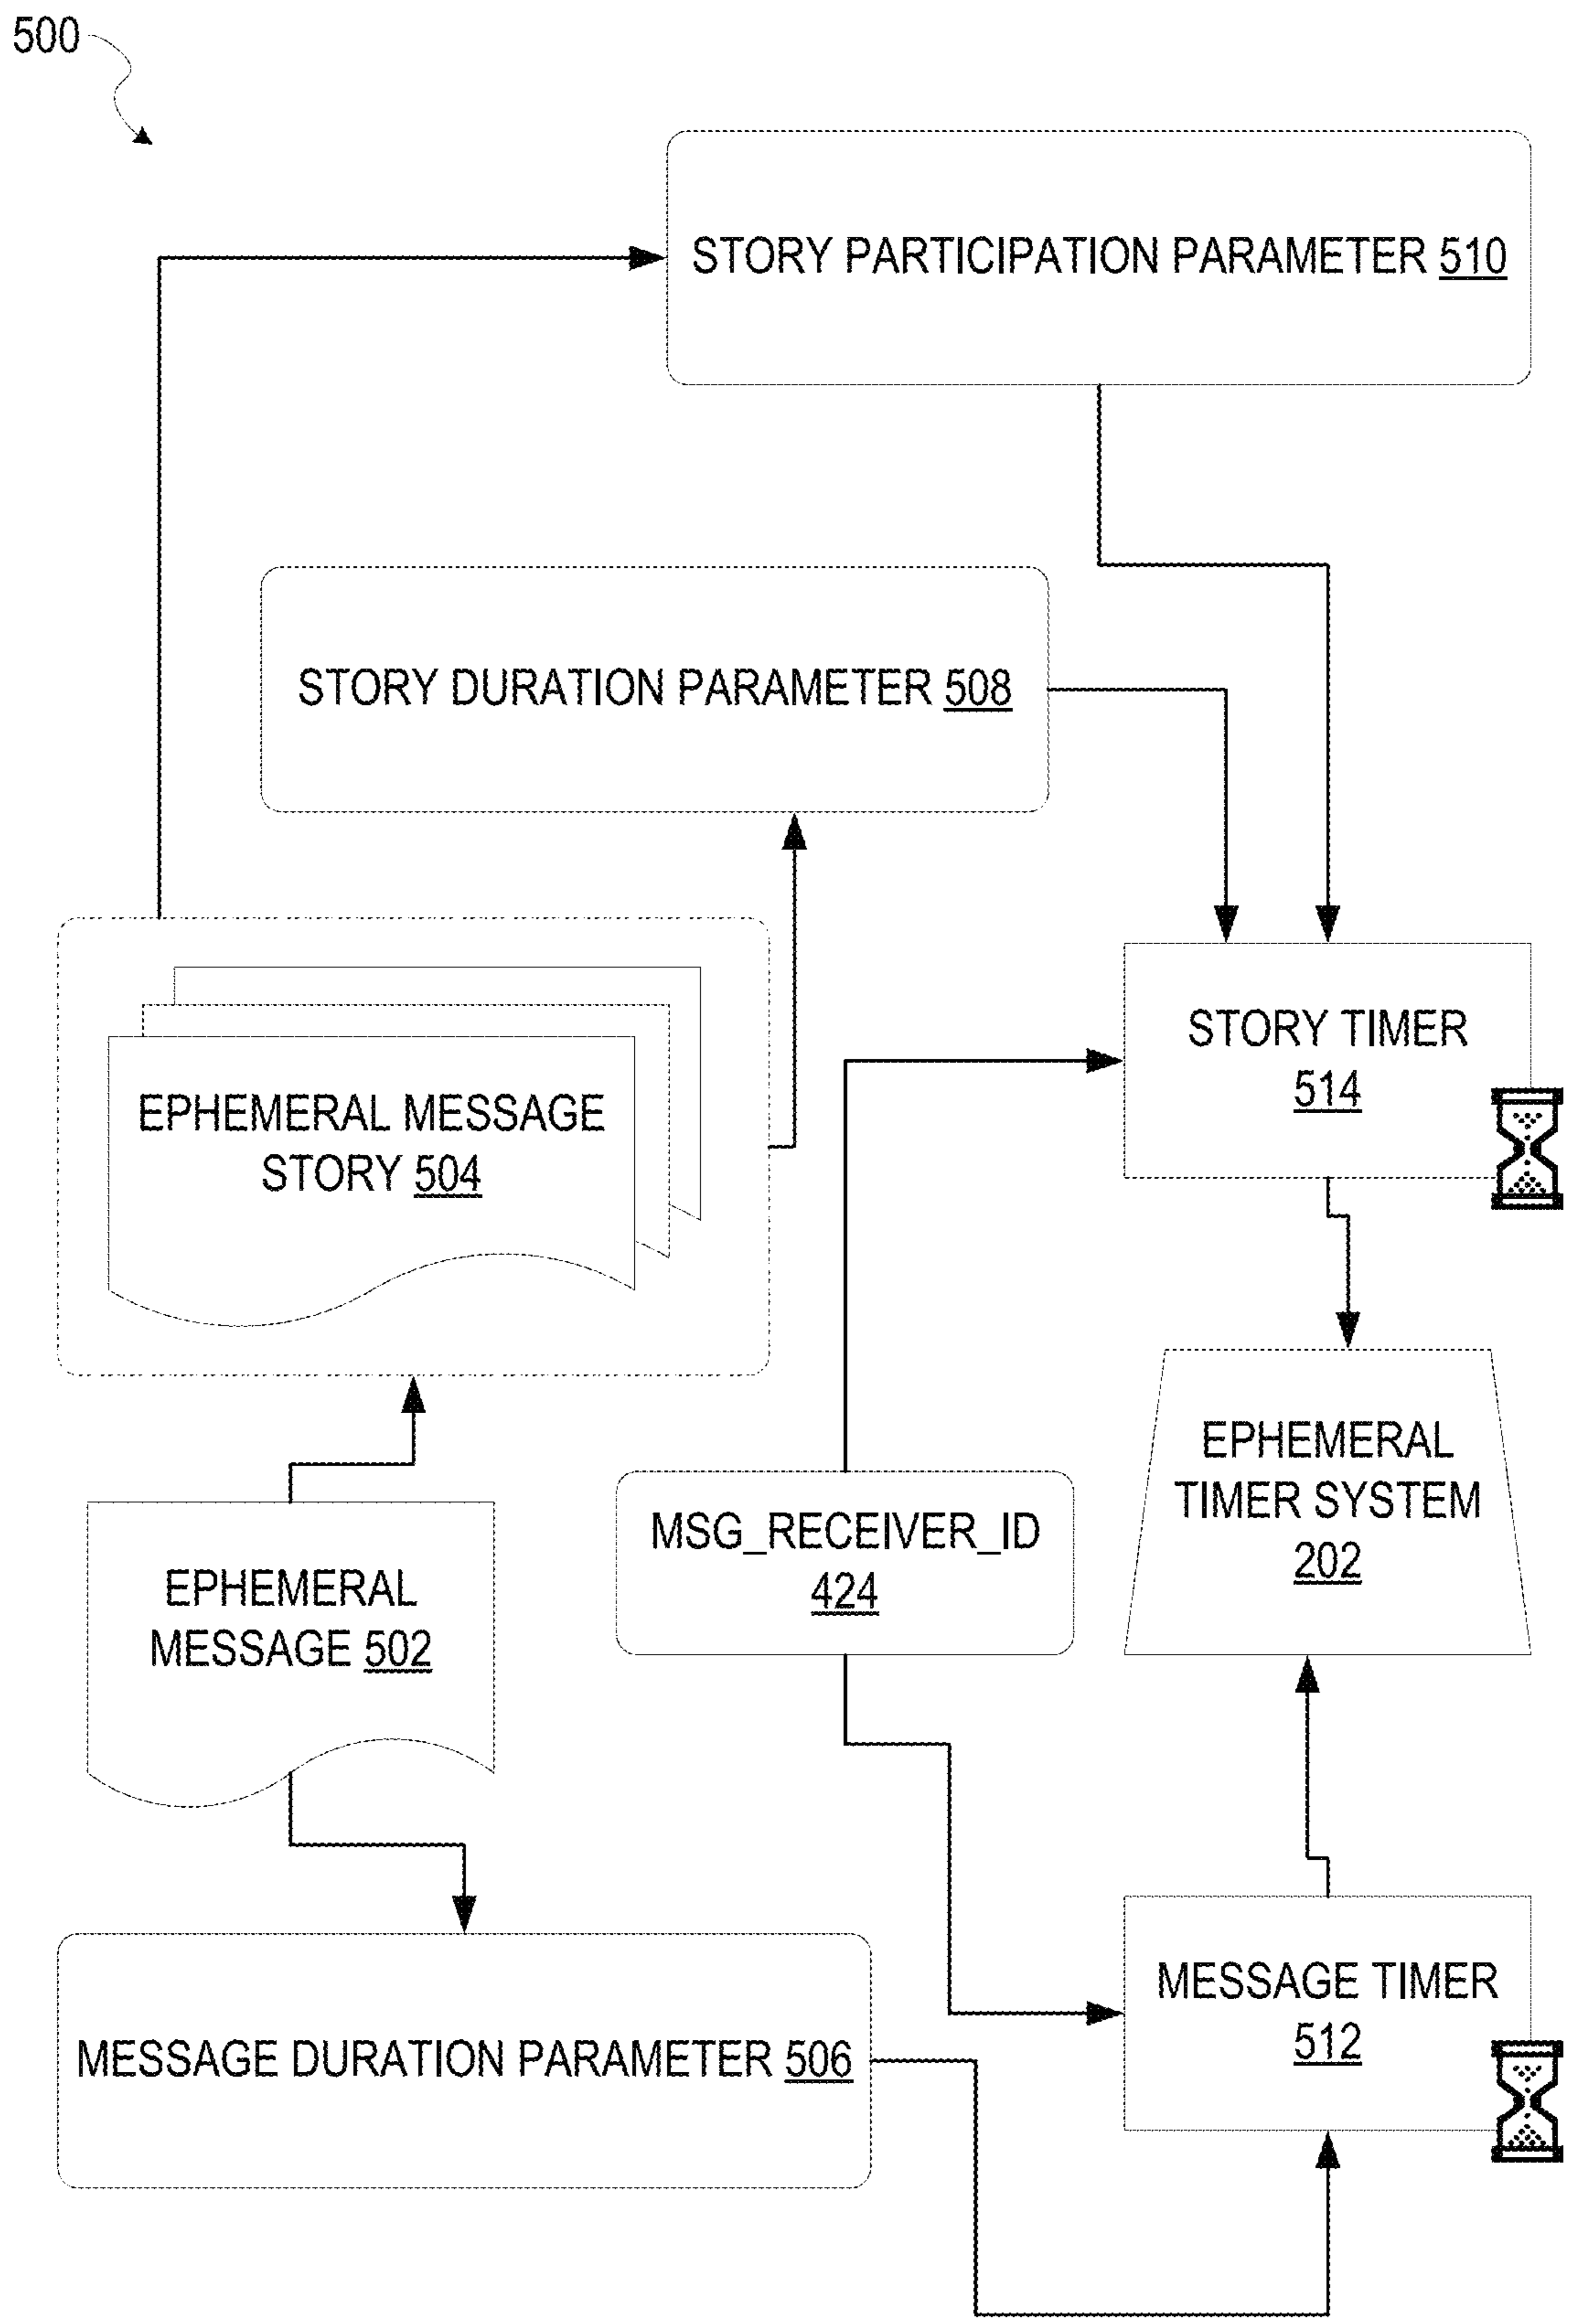 500
STORY PARTICIPATION PARAMETER 510
STORY DURATION PARAMETER 508
STORY TIMER
514
EPHEMERAL MESSAGE
STORY 504
EPHEMERAL
TIMER SYSTEM
202
MSG_RECEIVER_ID
424
EPHEMERAL
MESSAGE 502
MESSAGE TIMER
512
MESSAGE DURATION PARAMETER 506